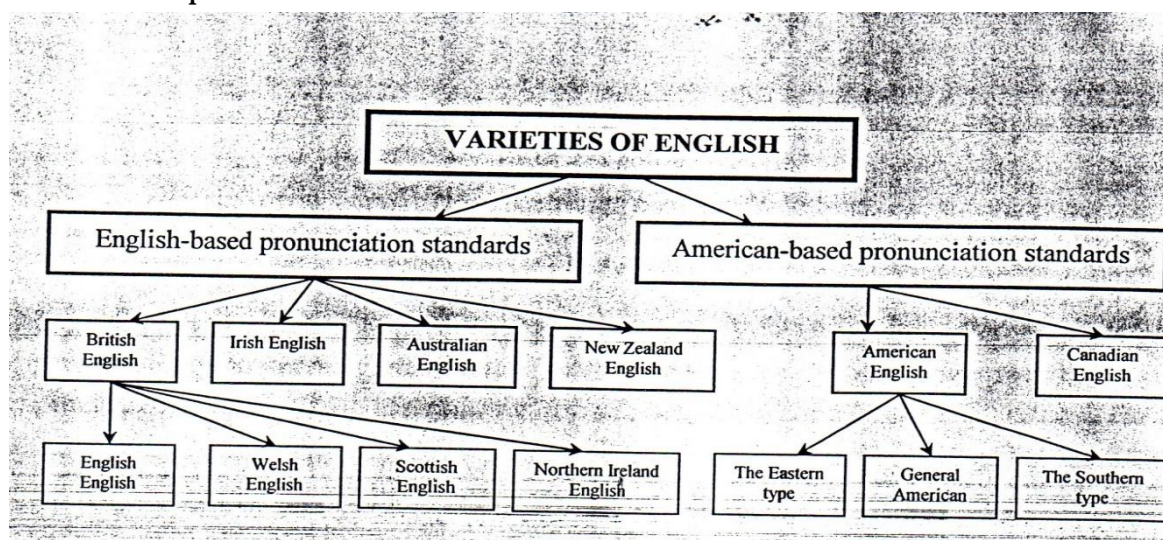 VARIETIES OF ENGLISH
English-based pronunciation standards
American-based pronunciation standards
British
English
Irish English
Australian
English
New Zealand
English
American
English
Canadian
English
English
English
Welsh
English
Scottish
English
Northern Ireland
English
The Eastern
type
General
American
The Southern
type